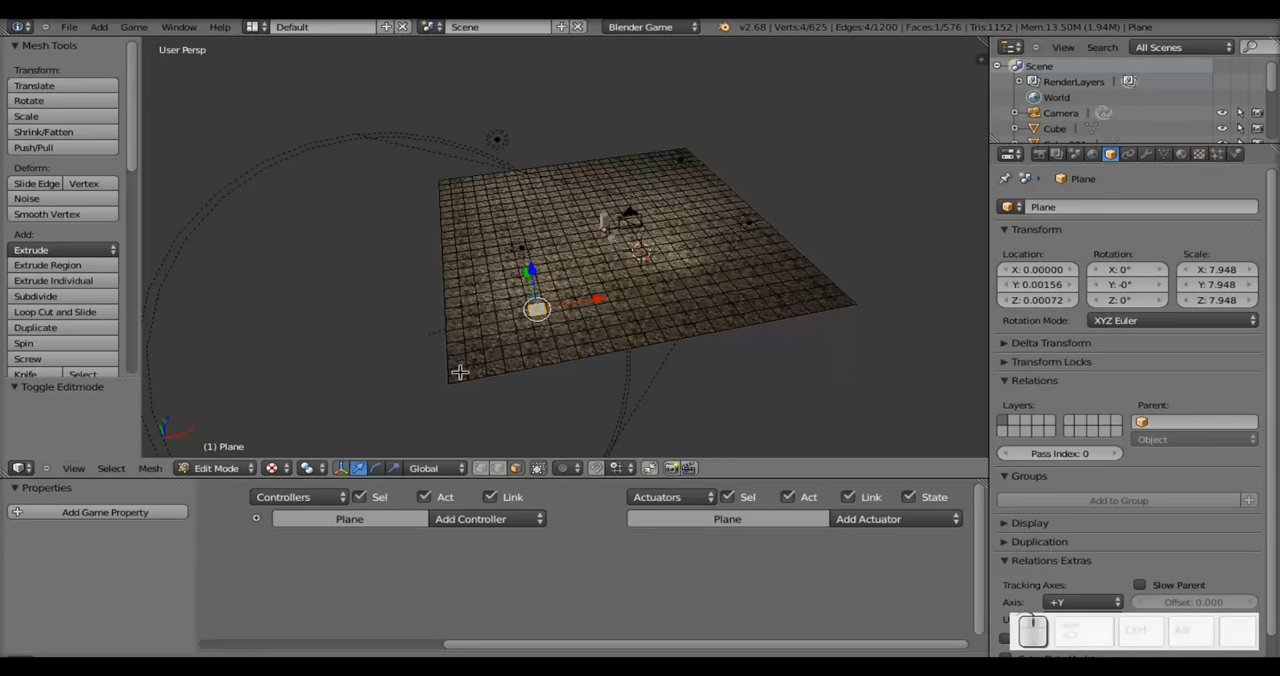 File Add Game Window Help Default Scene Blender Game v2.68 | Verts:4/625 | Edges:4/1200 | Faces:1/576 | Tris:1152 | Mem:13.50M (1.94M) | Plane
Mesh Tools
Transform:
Translate
Rotate
Scale
Shrink/Fatten
Push/Pull
Deform:
Slide Edge Vertex
Noise
Smooth Vertex
Add:
Extrude
Extrude Region
Extrude Individual
Subdivide
Loop Cut and Slide
Duplicate
Spin
Screw
Knife Select
Toggle Editmode
User Persp
(1) Plane
View Select Mesh Edit Mode Global
Properties
Add Game Property
Controllers Sel Act Link
Plane Add Controller
Actuators Sel Act Link State
Plane Add Actuator
View Search All Scenes
Scene
RenderLayers |
World
Camera
Cube
Plane
Plane
Transform
Location: Rotation: Scale:
X: 0.00000 X: 0° X: 7.948
Y: 0.00156 Y: -0° Y: 7.948
Z: 0.00072 Z: 0° Z: 7.948
Rotation Mode: XYZ Euler
Delta Transform
Transform Locks
Relations
Layers: Parent:
Object
Pass Index: 0
Groups
Add to Group
Display
Duplication
Relations Extras
Tracking Axes: Slow Parent
Axis: +Y Offset: 0.000
Ctrl Alt